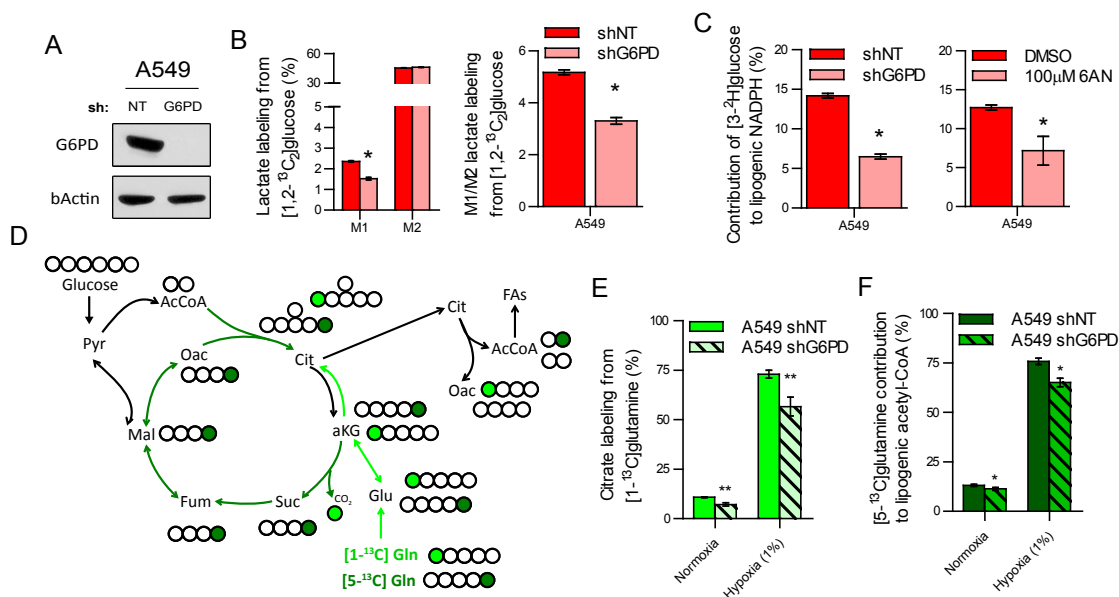 A
A549
sh: NT G6PD
G6PD
bActin
B
Lactate labeling from
[1,2-¹³C₂]glucose (%)
60
30
4
3
2
1
0
*
M1 M2
M1/M2 lactate labeling
from [1,2-¹³C₂]glucose
shNT
shG6PD
8
6
4
2
0
*
A549
C
Contribution of [3-²H]glucose
to lipogenic NADPH (%)
shNT
shG6PD
20
15
10
5
0
*
A549
DMSO
100µM 6AN
20
15
10
5
0
*
A549
D
Glucose
AcCoA
Pyr
Oac
Cit
Mal
aKG
Fum
Suc
CO₂
Glu
Cit
FAs
AcCoA
Oac
[1-¹³C] Gln
[5-¹³C] Gln
E
A549 shNT
A549 shG6PD
Citrate labeling from
[1-¹³C]glutamine (%)
100
75
50
25
0
**
**
Normoxia
Hypoxia (1%)
F
A549 shNT
A549 shG6PD
[5-¹³C]glutamine contribution
to lipogenic acetyl-CoA (%)
100
75
50
25
0
*
*
Normoxia
Hypoxia (1%)